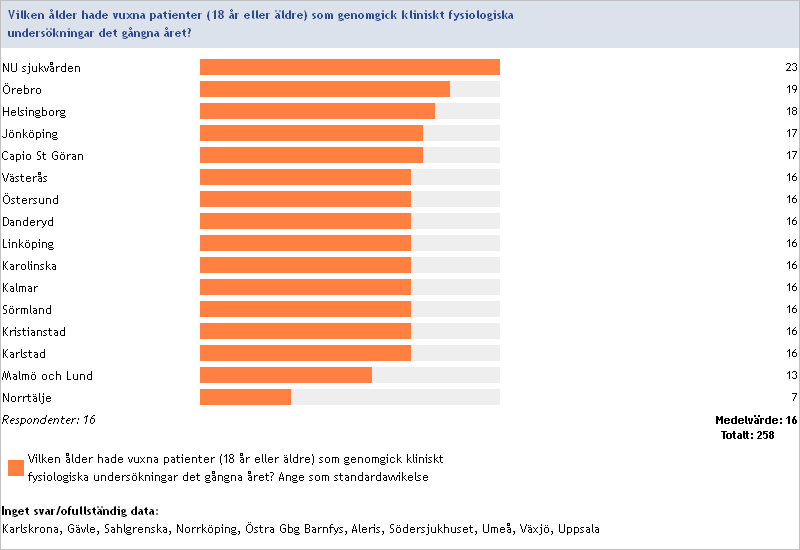 Vilken ålder hade vuxna patienter (18 år eller äldre) som genomgick kliniskt fysiologiska
undersökningar det gångna året?
NU sjukvården 23
Örebro 19
Helsingborg 18
Jönköping 17
Capio St Göran 17
Västerås 16
Östersund 16
Danderyd 16
Linköping 16
Karolinska 16
Kalmar 16
Sörmland 16
Kristianstad 16
Karlstad 16
Malmö och Lund 13
Norrtälje 7
Respondenter: 16 Medelvärde: 16
Totalt: 258
Vilken ålder hade vuxna patienter (18 år eller äldre) som genomgick kliniskt
fysiologiska undersökningar det gångna året? Ange som standardavvikelse
Inget svar/ofullständig data:
Karlskrona, Gävle, Sahlgrenska, Norrköping, Östra Gbg Barnfys, Aleris, Södersjukhuset, Umeå, Växjö, Uppsala